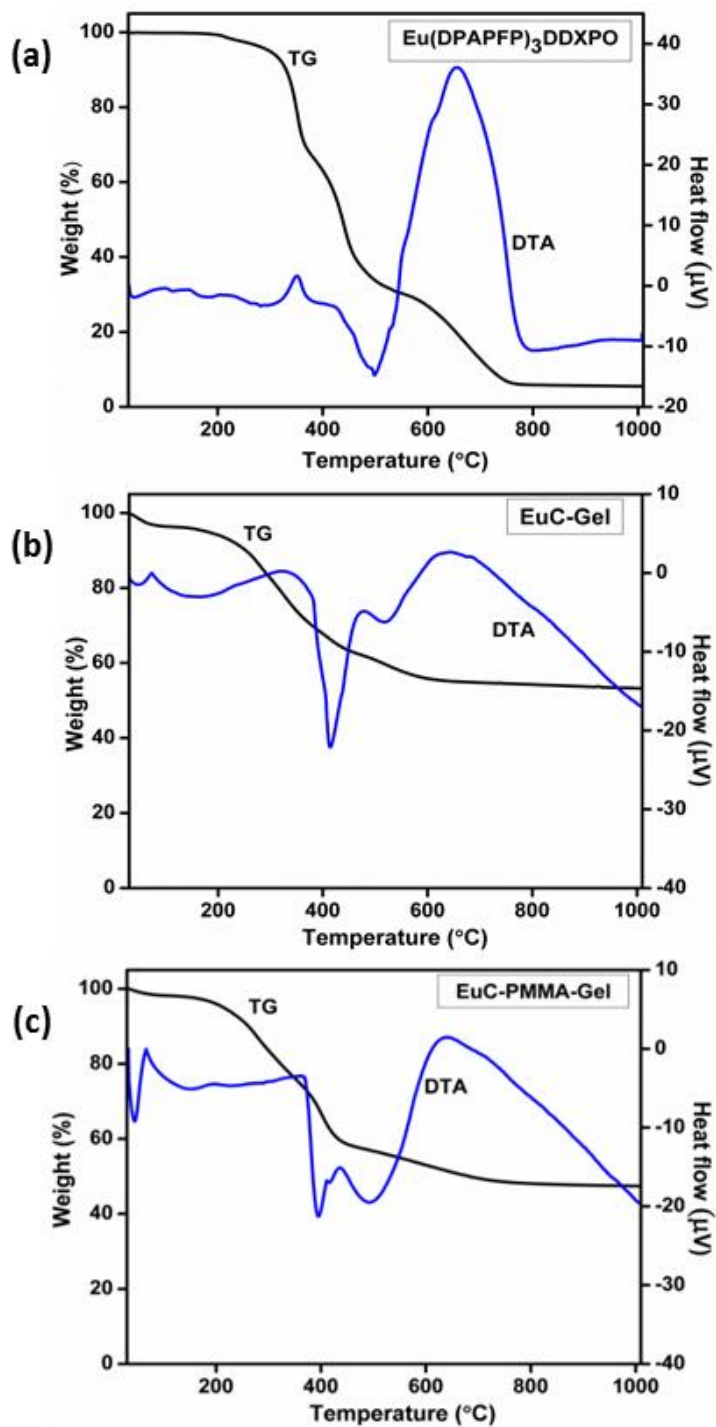 (a)
Eu(DPAPFP)₃DDXPO
TG
DTA
Weight (%)
100
80
60
40
20
0
Heat flow (µV)
40
30
20
10
0
-10
-20
200 400 600 800 1000
Temperature (°C)
(b)
EuC-Gel
TG
DTA
Weight (%)
100
80
60
40
20
0
Heat flow (µV)
10
0
-10
-20
-30
-40
200 400 600 800 1000
Temperature (°C)
(c)
EuC-PMMA-Gel
TG
DTA
Weight (%)
100
80
60
40
20
0
Heat flow (µV)
10
0
-10
-20
-30
-40
200 400 600 800 1000
Temperature (°C)